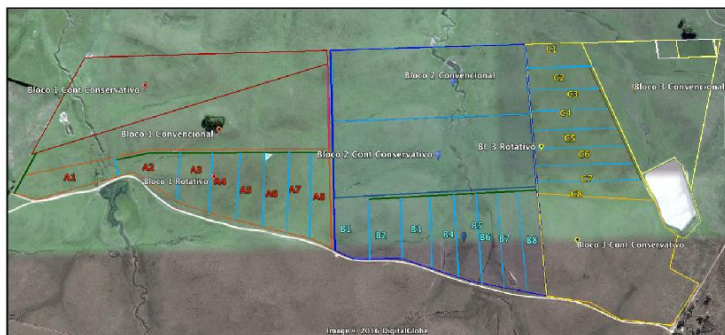 C1
Bloco 2 Convencional
C2
Bloco 1 Cont Conservativo
Bloco 3 Convencional
C3
C4
Bloco 1 Convencional
C5
Bl. 3 Rotativo
Bloco 2 Cont Conservativo
C6
A1
A2
A3
Bloco 1 Rotativo
A4
C7
A5
A6
A7
A8
C8
B1
B2
B3
B4
B5
B6
B7
B8
Bloco 3 Cont Conservativo
Image © 2016 DigitalGlobe